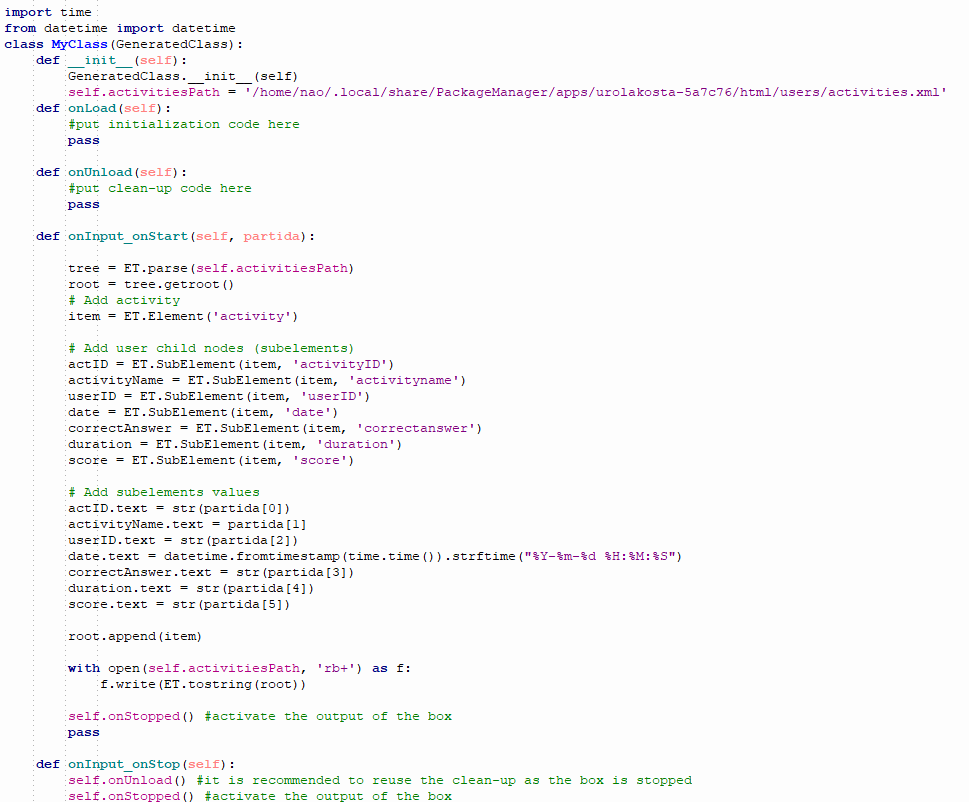 import time
from datetime import datetime
class MyClass(GeneratedClass):
    def __init__(self):
        GeneratedClass.__init__(self)
        self.activitiesPath = '/home/nao/.local/share/PackageManager/apps/urolakosta-5a7c76/html/users/activities.xml'
    def onLoad(self):
        #put initialization code here
        pass

    def onUnload(self):
        #put clean-up code here
        pass

    def onInput_onStart(self, partida):

        tree = ET.parse(self.activitiesPath)
        root = tree.getroot()
        # Add activity
        item = ET.Element('activity')

        # Add user child nodes (subelements)
        actID = ET.SubElement(item, 'activityID')
        activityName = ET.SubElement(item, 'activityname')
        userID = ET.SubElement(item, 'userID')
        date = ET.SubElement(item, 'date')
        correctAnswer = ET.SubElement(item, 'correctanswer')
        duration = ET.SubElement(item, 'duration')
        score = ET.SubElement(item, 'score')

        # Add subelements values
        actID.text = str(partida[0])
        activityName.text = partida[1]
        userID.text = str(partida[2])
        date.text = datetime.fromtimestamp(time.time()).strftime("%Y-%m-%d %H:%M:%S")
        correctAnswer.text = str(partida[3])
        duration.text = str(partida[4])
        score.text = str(partida[5])

        root.append(item)

        with open(self.activitiesPath, 'rb+') as f:
            f.write(ET.tostring(root))

        self.onStopped() #activate the output of the box
        pass

    def onInput_onStop(self):
        self.onUnload() #it is recommended to reuse the clean-up as the box is stopped
        self.onStopped() #activate the output of the box